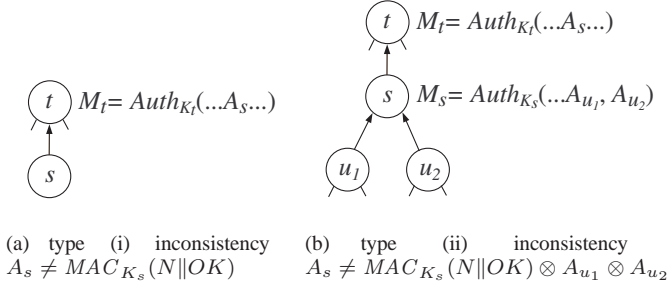 t
M_t = Auth_{K_t}(...A_s...)
s
t
M_t = Auth_{K_t}(...A_s...)
s
M_s = Auth_{K_s}(...A_{u_1}, A_{u_2})
u_1
u_2
(a) type (i) inconsistency
A_s ≠ MAC_{K_s}(N∥OK)
(b) type (ii) inconsistency
A_s ≠ MAC_{K_s}(N∥OK) ⊗ A_{u_1} ⊗ A_{u_2}